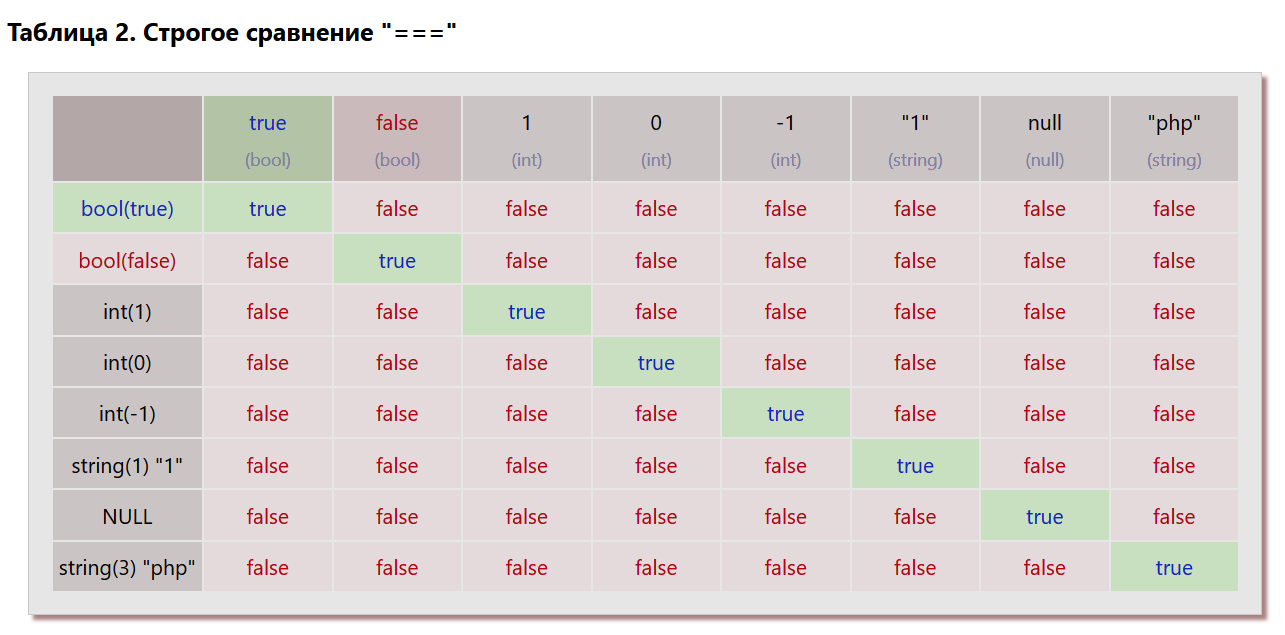 Таблица 2. Строгое сравнение "==="
true false 1 0 -1 "1" null "php"
(bool) (bool) (int) (int) (int) (string) (null) (string)
bool(true) true false false false false false false false
bool(false) false true false false false false false false
int(1) false false true false false false false false
int(0) false false false true false false false false
int(-1) false false false false true false false false
string(1) "1" false false false false false true false false
NULL false false false false false false true false
string(3) "php" false false false false false false false true